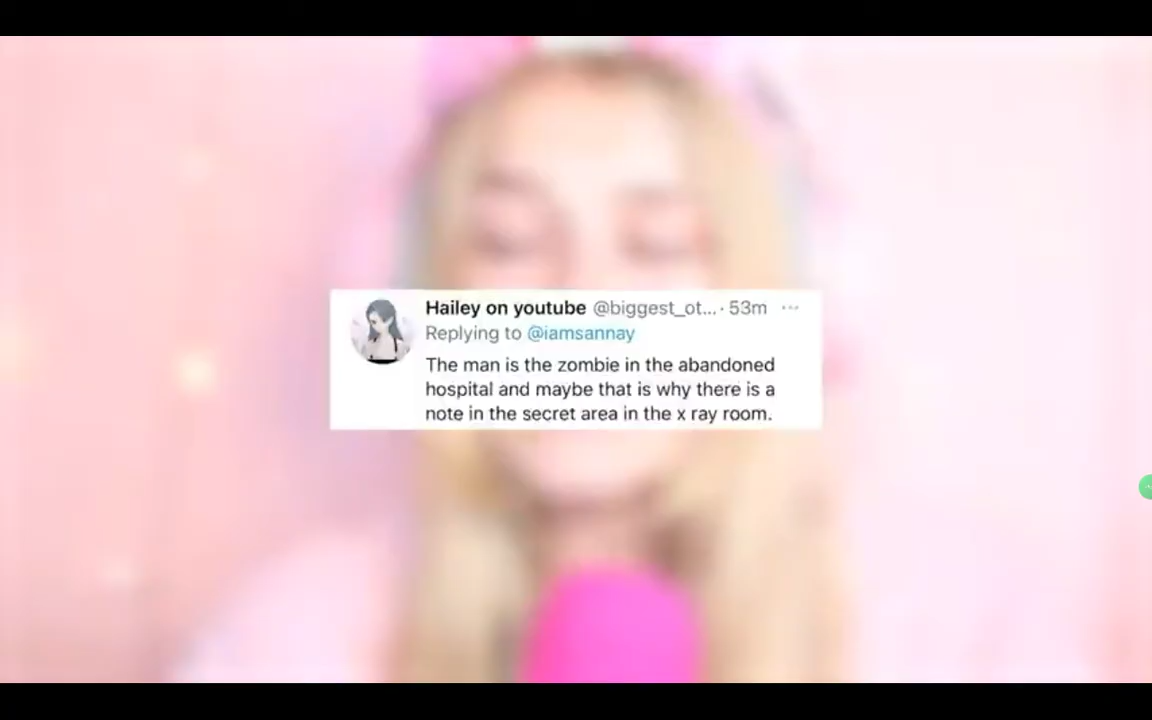 Hailey on youtube @biggest_ot... · 53m ...
Replying to @iamsannay
The man is the zombie in the abandoned
hospital and maybe that is why there is a
note in the secret area in the x ray room.